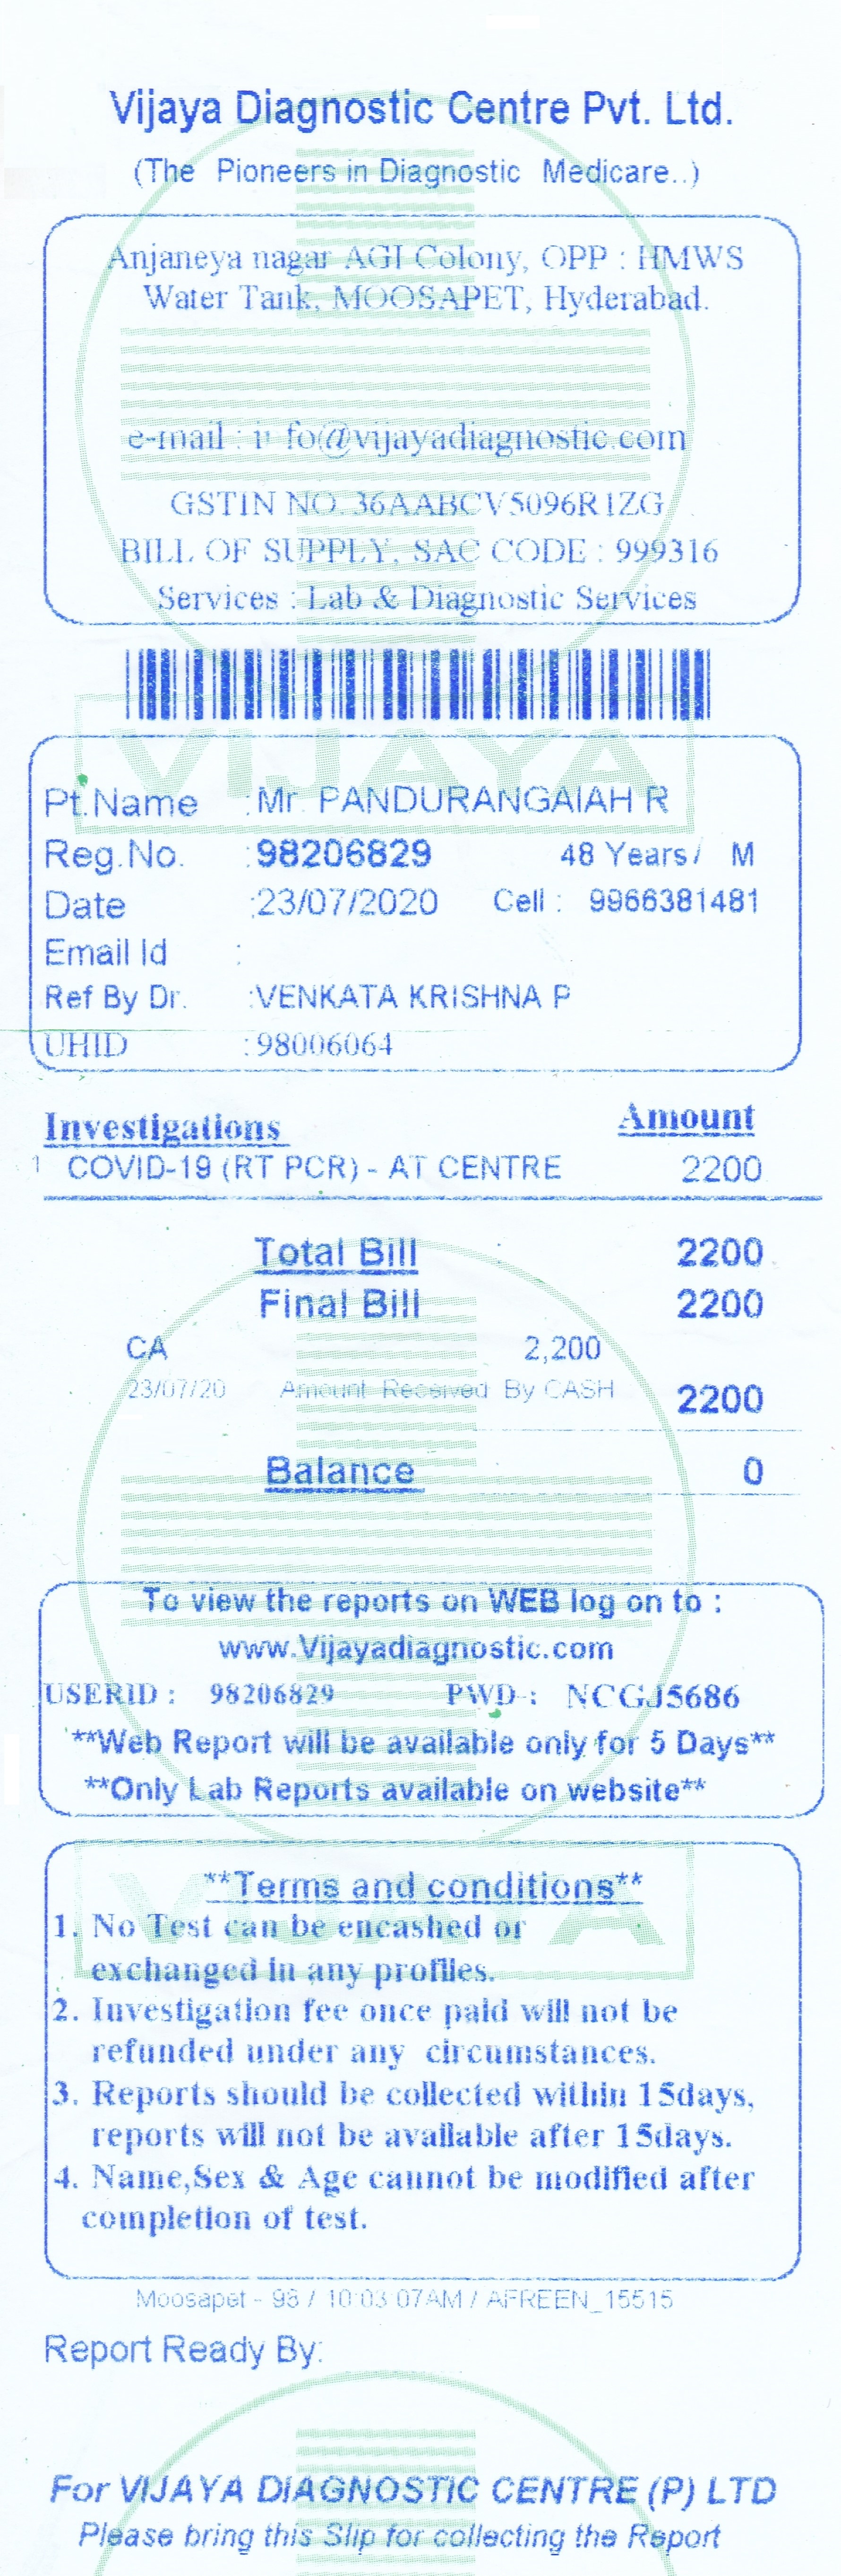 Vijaya Diagnostic Centre Pvt. Ltd.
(The Pioneers in Diagnostic Medicare..)
Anjaneya nagar AGI Colony, OPP : HMWS
Water Tank, MOOSAPET, Hyderabad.
e-mail : i fo@vijayadiagnostic.com
GSTIN NO. 36AABCV5096R1ZG
BILL OF SUPPLY, SAC CODE : 999316
Services : Lab & Diagnostic Services
VIJAYA
Pt.Name :Mr. PANDURANGAIAH R
Reg.No. :98206829 48 Years/ M
Date :23/07/2020 Cell : 9966381481
Email Id :
Ref By Dr. :VENKATA KRISHNA P
UHID :98006064
Investigations Amount
1 COVID-19 (RT PCR) - AT CENTRE 2200
Total Bill : 2200
Final Bill 2200
CA 2,200
23/07/20 Amount Received By CASH 2200
Balance 0
To view the reports on WEB log on to :
www.Vijayadiagnostic.com
USERID : 98206829 PWD : NCGJ5686
**Web Report will be available only for 5 Days**
**Only Lab Reports available on website**
VIJAYA
**Terms and conditions**
1. No Test can be encashed or
exchanged in any profiles.
2. Investigation fee once paid will not be
refunded under any circumstances.
3. Reports should be collected within 15days,
reports will not be available after 15days.
4. Name,Sex & Age cannot be modified after
completion of test.
Moosapet - 98 / 10:03:07AM / AFREEN_15515
Report Ready By:
For VIJAYA DIAGNOSTIC CENTRE (P) LTD
Please bring this Slip for collecting the Report